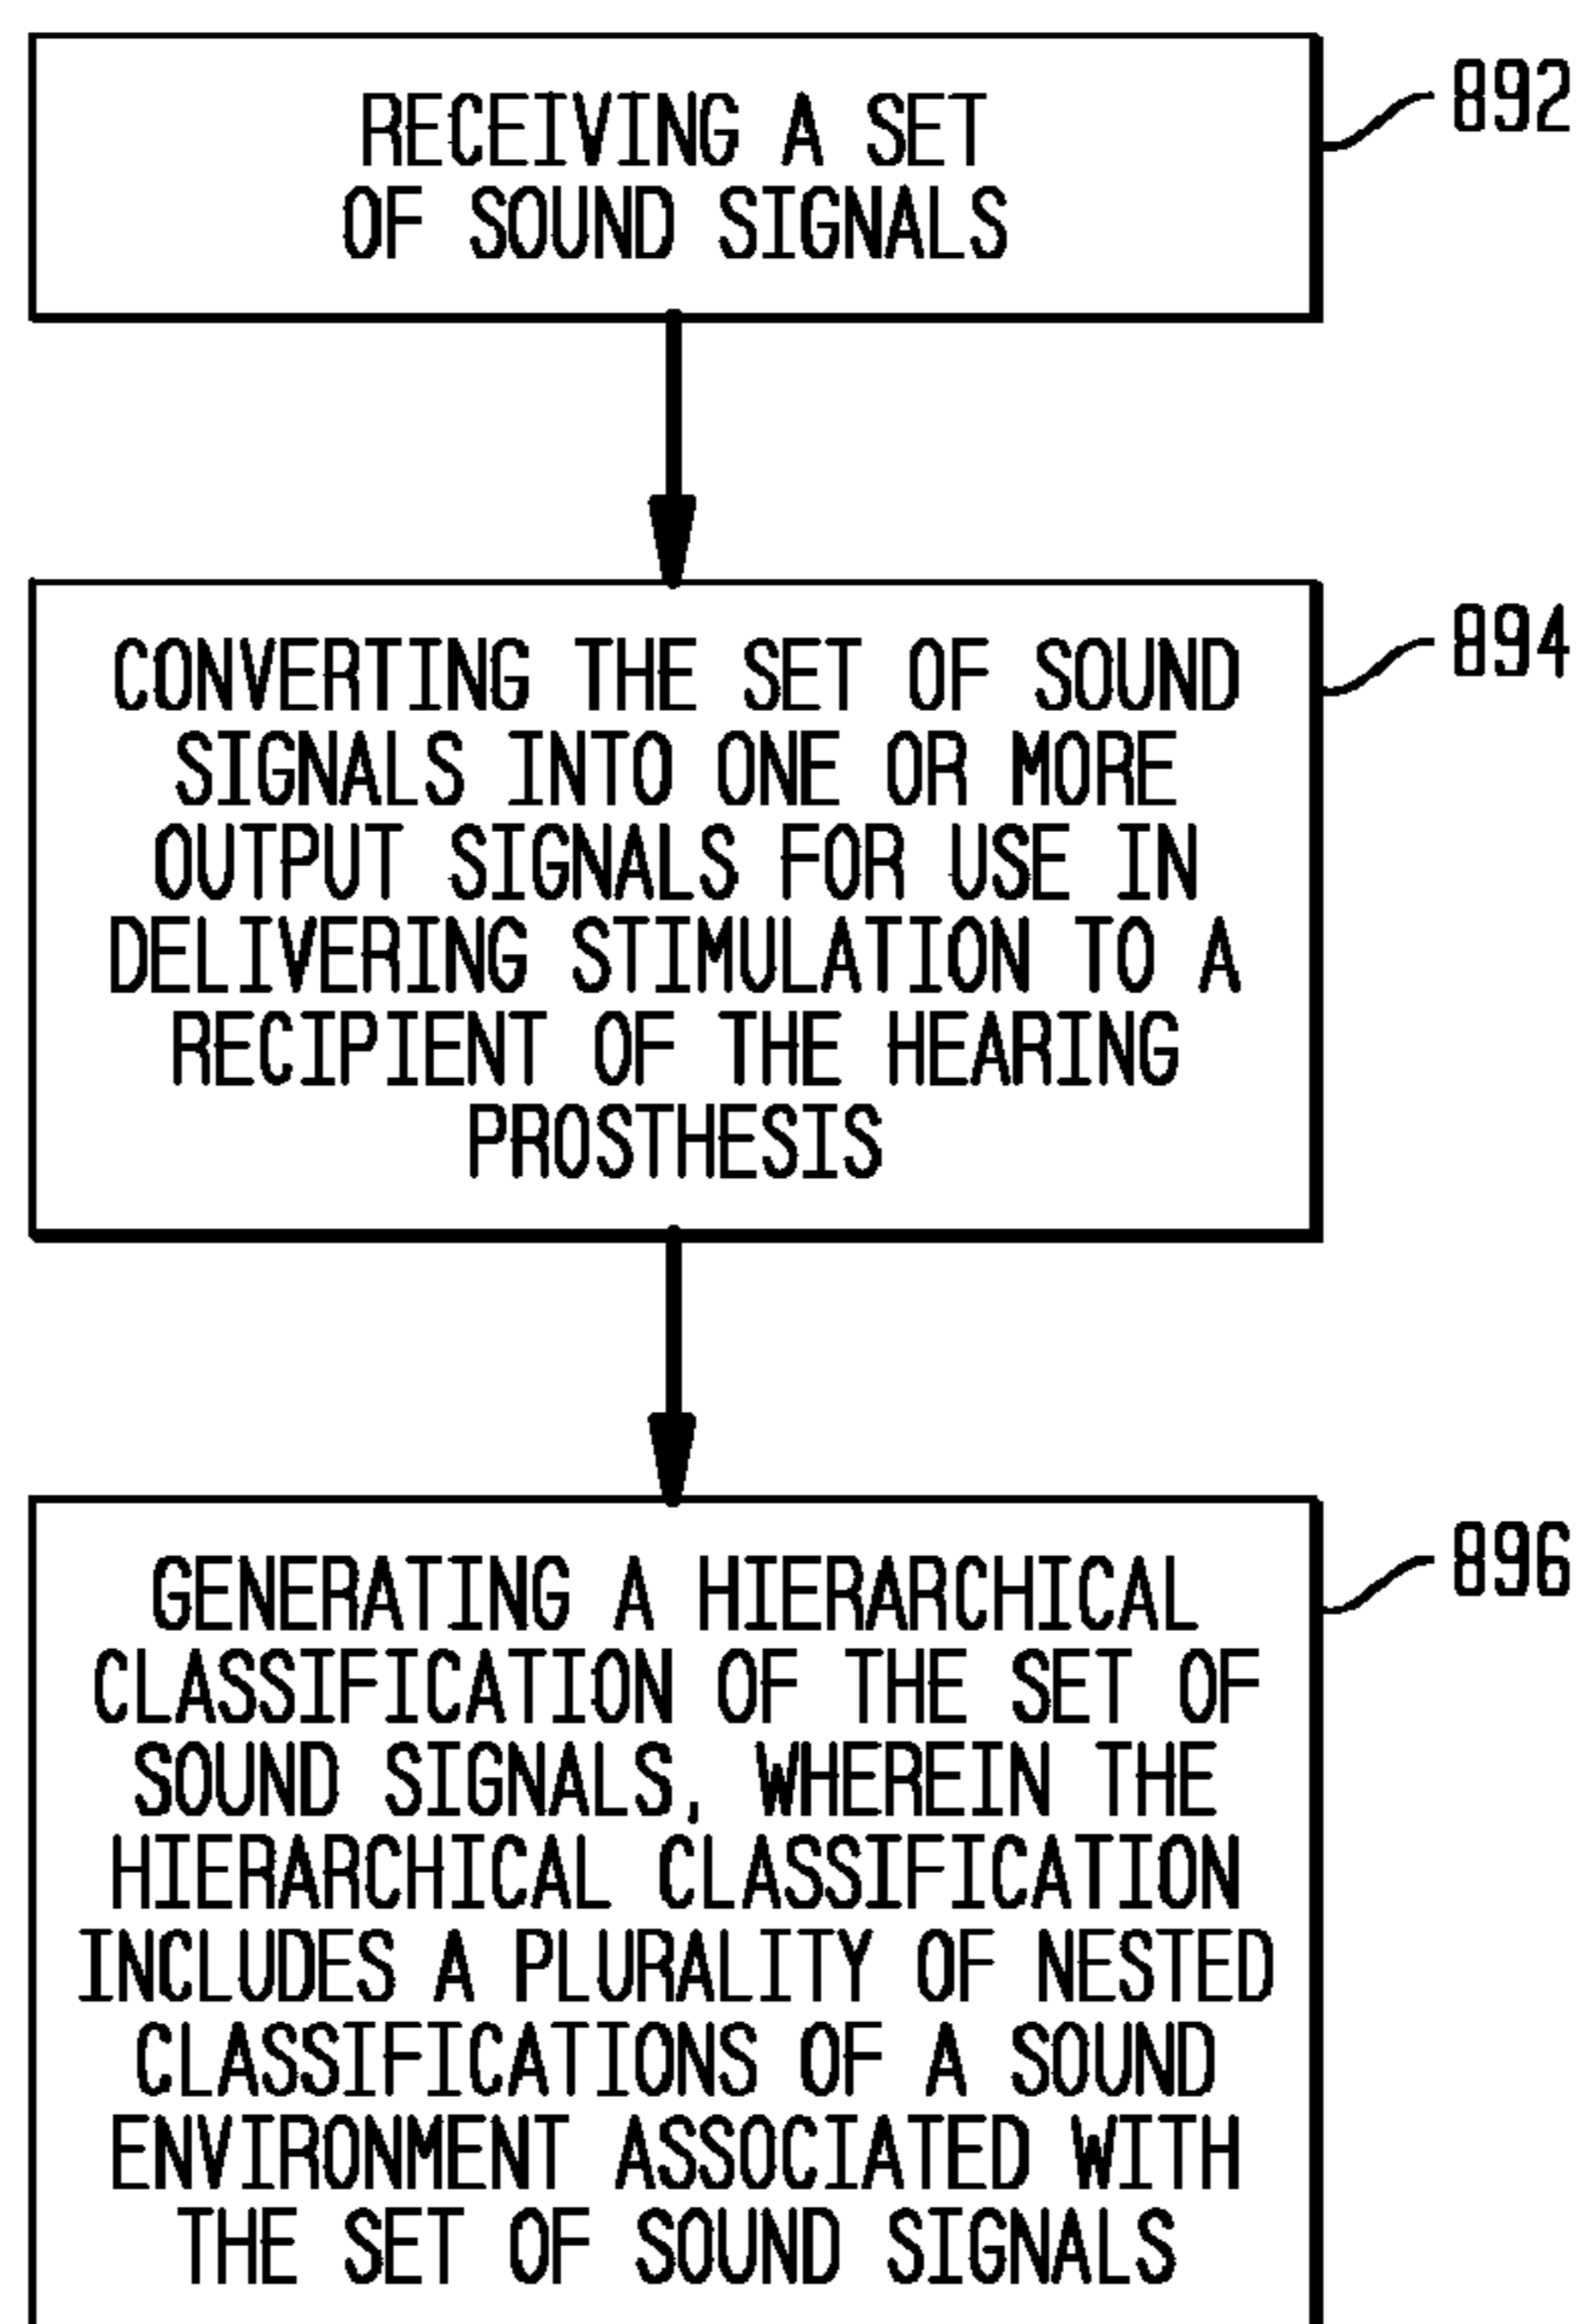 RECEIVING A SET
OF SOUND SIGNALS
892
CONVERTING THE SET OF SOUND
SIGNALS INTO ONE OR MORE
OUTPUT SIGNALS FOR USE IN
DELIVERING STIMULATION TO A
RECIPIENT OF THE HEARING
PROSTHESIS
894
GENERATING A HIERARCHICAL
CLASSIFICATION OF THE SET OF
SOUND SIGNALS, WHEREIN THE
HIERARCHICAL CLASSIFICATION
INCLUDES A PLURALITY OF NESTED
CLASSIFICATIONS OF A SOUND
ENVIRONMENT ASSOCIATED WITH
THE SET OF SOUND SIGNALS
896